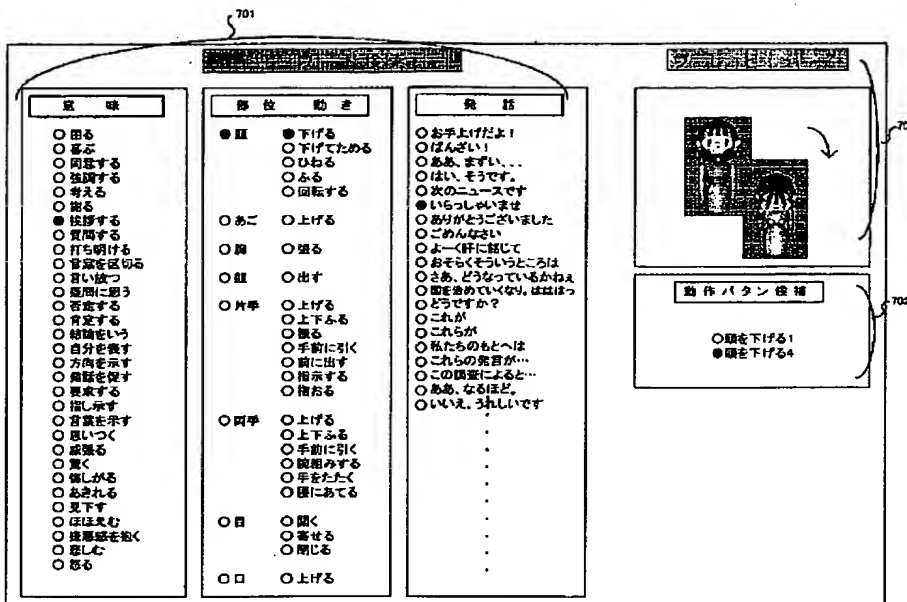 701
意味
○困る
○喜ぶ
○同意する
○強調する
○考える
○謝る
●挨拶する
○質問する
○打ち明ける
○言葉を区切る
○言い放つ
○疑問に思う
○否定する
○肯定する
○結論をいう
○自分を表す
○方向を示す
○発話を促す
○要求する
○指し示す
○言葉を示す
○思いつく
○威張る
○驚く
○あきれる
○見下す
○ほほえむ
○嫌悪感を抱く
○悲しむ
○怒る
部位 動き
●頭 ●下げる
○下げてためる
○ひねる
○ふる
○回転する
○あご ○上げる
○胸 ○張る
○出す
○片手 ○上げる
○上下ふる
○振る
○手前に引く
○前に出す
○指示する
○指おる
○両手 ○上げる
○上下ふる
○手前に引く
○腕組みする
○手をたたく
○腰にあてる
○目 ○開く
○寄せる
○閉じる
○口 ○上げる
発話
○お手上げだよ！
○ばんざい！
○ああ、まずい、、、
○はい、そうです。
○次のニュースです
●いらっしゃいませ
○ありがとうございました
○ごめんなさい
○よーく肝に銘じて
○おそらくそういうところは
○さあ、どうなっているかねぇ
○国を治めていくなり。はははっ
○どうですか？
○これが
○これらが
○私たちのもとへは
○これらの発言が…
○この調査によると…
○ああ、なるほど。
○いいえ、うれしいです
動作パタン候補
○頭を下げる1
●頭を下げる4
703